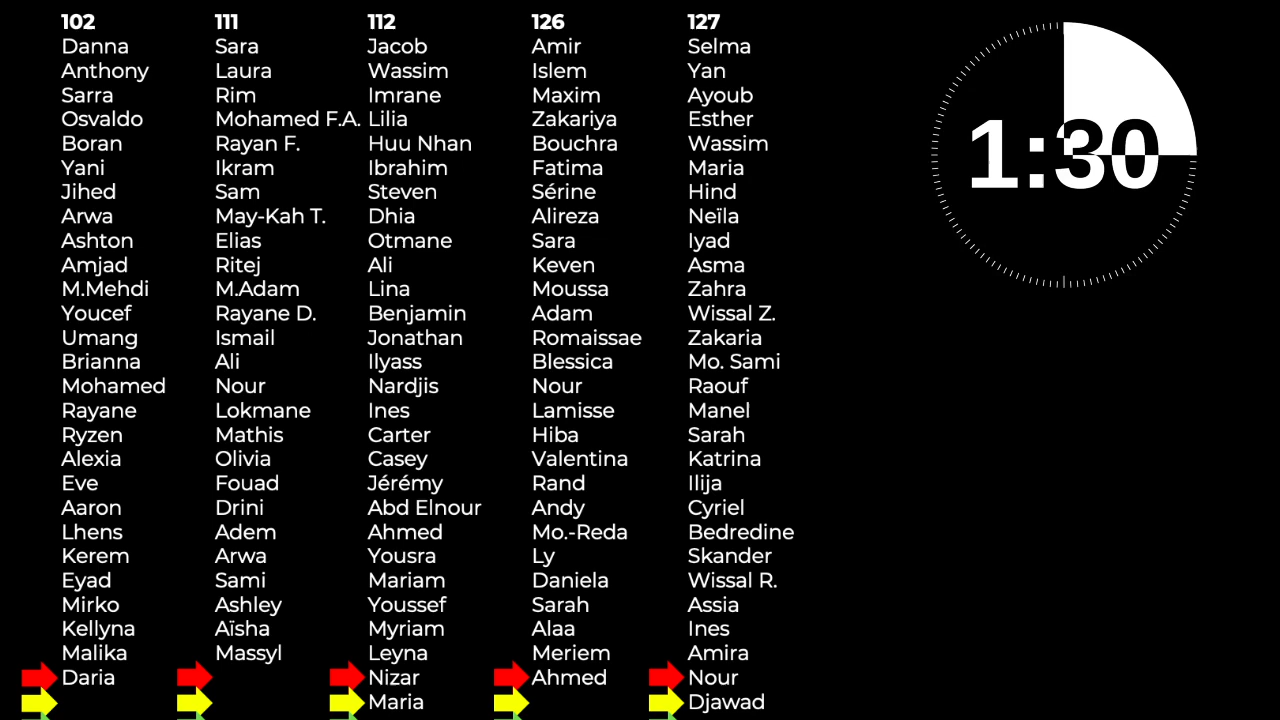 102
Danna
Anthony
Sarra
Osvaldo
Boran
Yani
Jihed
Arwa
Ashton
Amjad
M.Mehdi
Youcef
Umang
Brianna
Mohamed
Rayane
Ryzen
Alexia
Eve
Aaron
Lhens
Kerem
Eyad
Mirko
Kellyna
Malika
Daria
111
Sara
Laura
Rim
Mohamed F.A.
Rayan F.
Ikram
Sam
May-Kah T.
Elias
Ritej
M.Adam
Rayane D.
Ismail
Ali
Nour
Lokmane
Mathis
Olivia
Fouad
Drini
Adem
Arwa
Sami
Ashley
Aïsha
Massyl
112
Jacob
Wassim
Imrane
Lilia
Huu Nhan
Ibrahim
Steven
Dhia
Otmane
Ali
Lina
Benjamin
Jonathan
Ilyass
Nardjis
Ines
Carter
Casey
Jérémy
Abd Elnour
Ahmed
Yousra
Mariam
Youssef
Myriam
Leyna
Nizar
Maria
126
Amir
Islem
Maxim
Zakariya
Bouchra
Fatima
Sérine
Alireza
Sara
Keven
Moussa
Adam
Romaissae
Blessica
Nour
Lamisse
Hiba
Valentina
Rand
Andy
Mo.-Reda
Ly
Daniela
Sarah
Alaa
Meriem
Ahmed
127
Selma
Yan
Ayoub
Esther
Wassim
Maria
Hind
Neïla
Iyad
Asma
Zahra
Wissal Z.
Zakaria
Mo. Sami
Raouf
Manel
Sarah
Katrina
Ilija
Cyriel
Bedredine
Skander
Wissal R.
Assia
Ines
Amira
Nour
Djawad
1:30